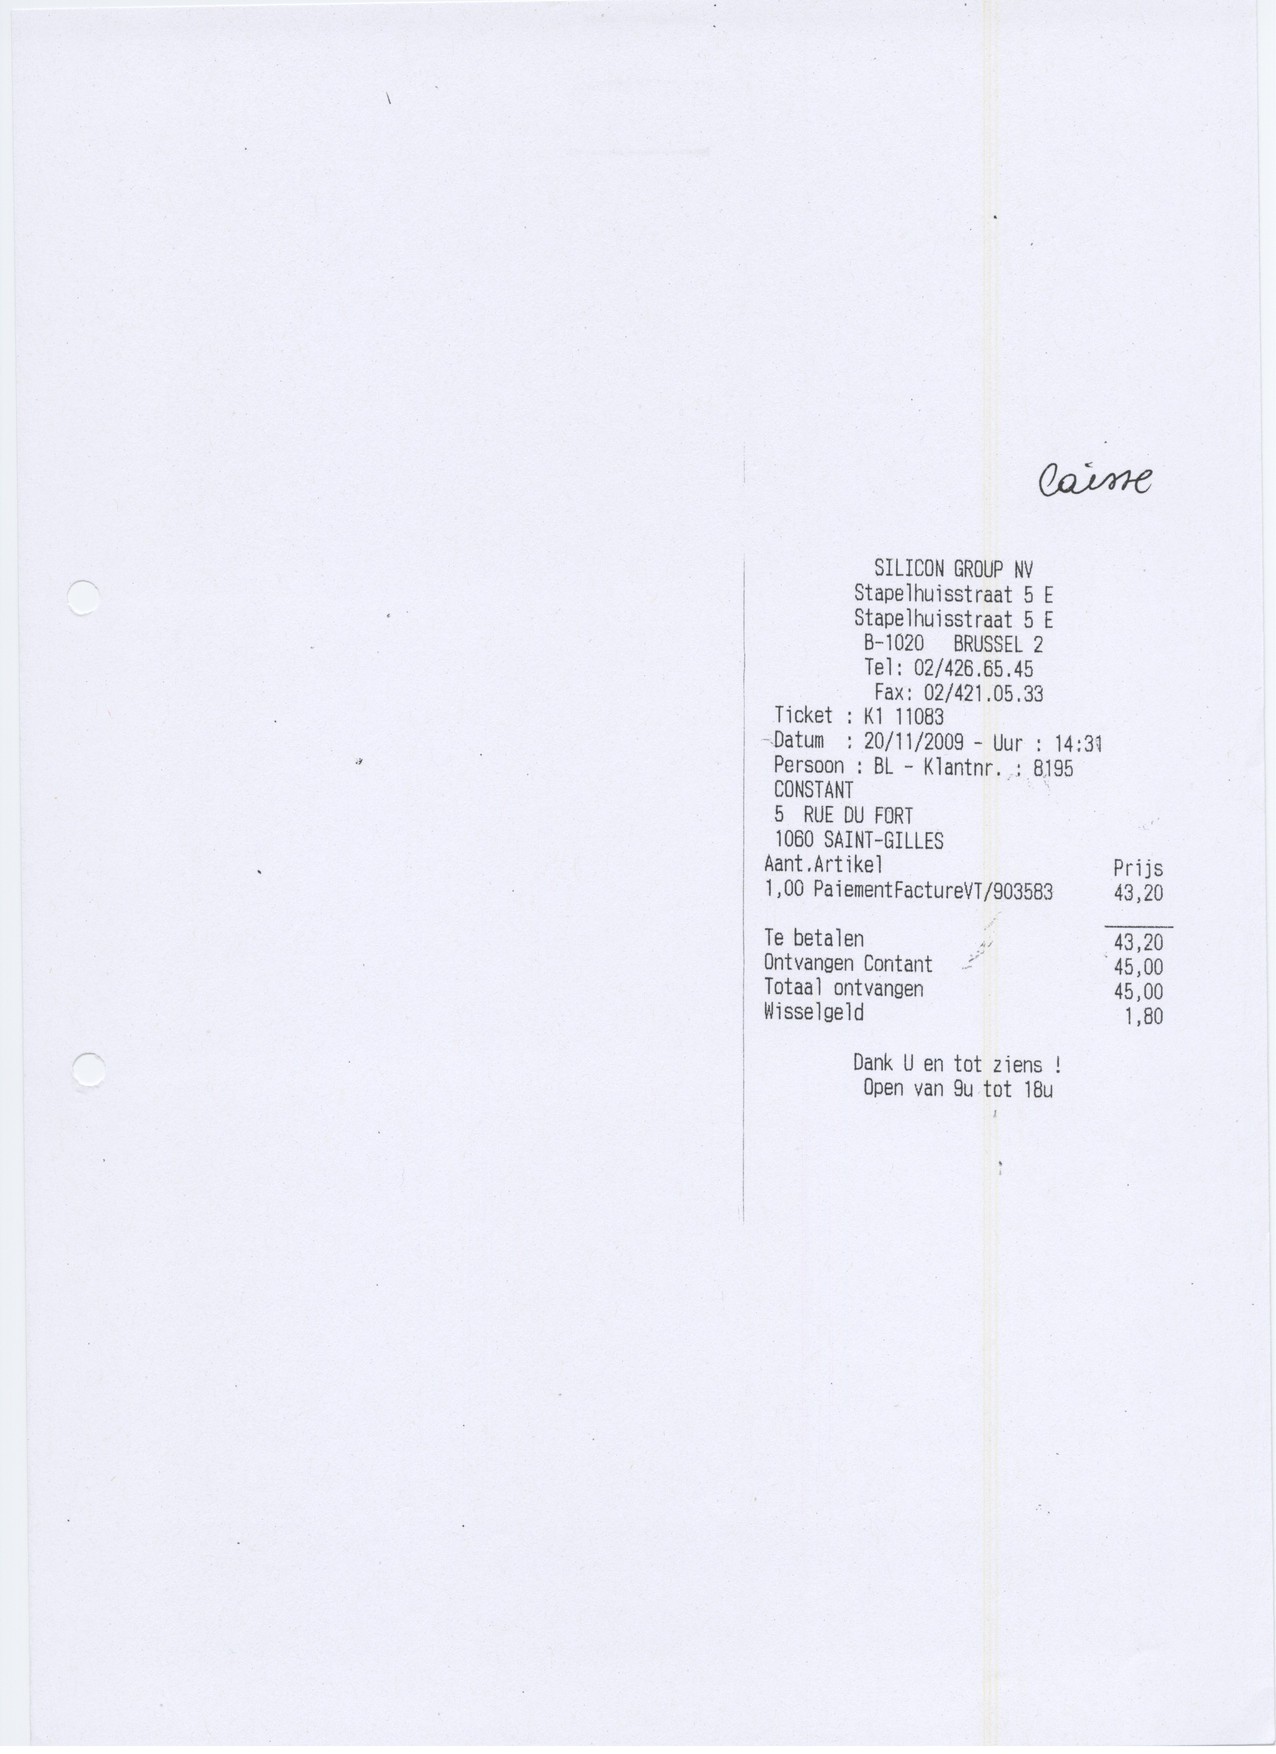 Caisse
SILICON GROUP NV
Stapelhuisstraat 5 E
Stapelhuisstraat 5 E
B-1020 BRUSSEL 2
Tel: 02/426.65.45
Fax: 02/421.05.33
Ticket : K1 11083
Datum : 20/11/2009 - Uur : 14:31
Persoon : BL - Klantnr. : 8195
CONSTANT
5 RUE DU FORT
1060 SAINT-GILLES
Aant.Artikel Prijs
1,00 PaiementFactureVT/903583 43,20
Te betalen 43,20
Ontvangen Contant 45,00
Totaal ontvangen 45,00
Wisselgeld 1,80
Dank U en tot ziens !
Open van 9u tot 18u